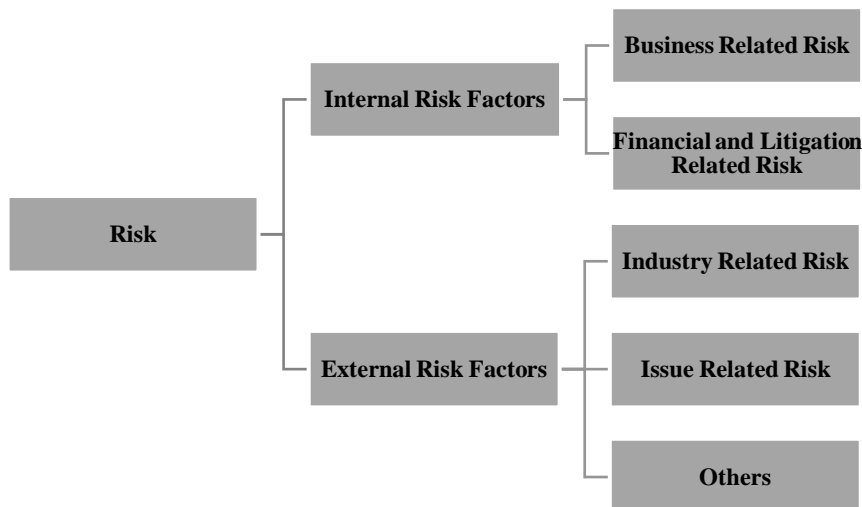 Business Related Risk
Internal Risk Factors
Financial and Litigation
Related Risk
Risk
Industry Related Risk
External Risk Factors
Issue Related Risk
Others